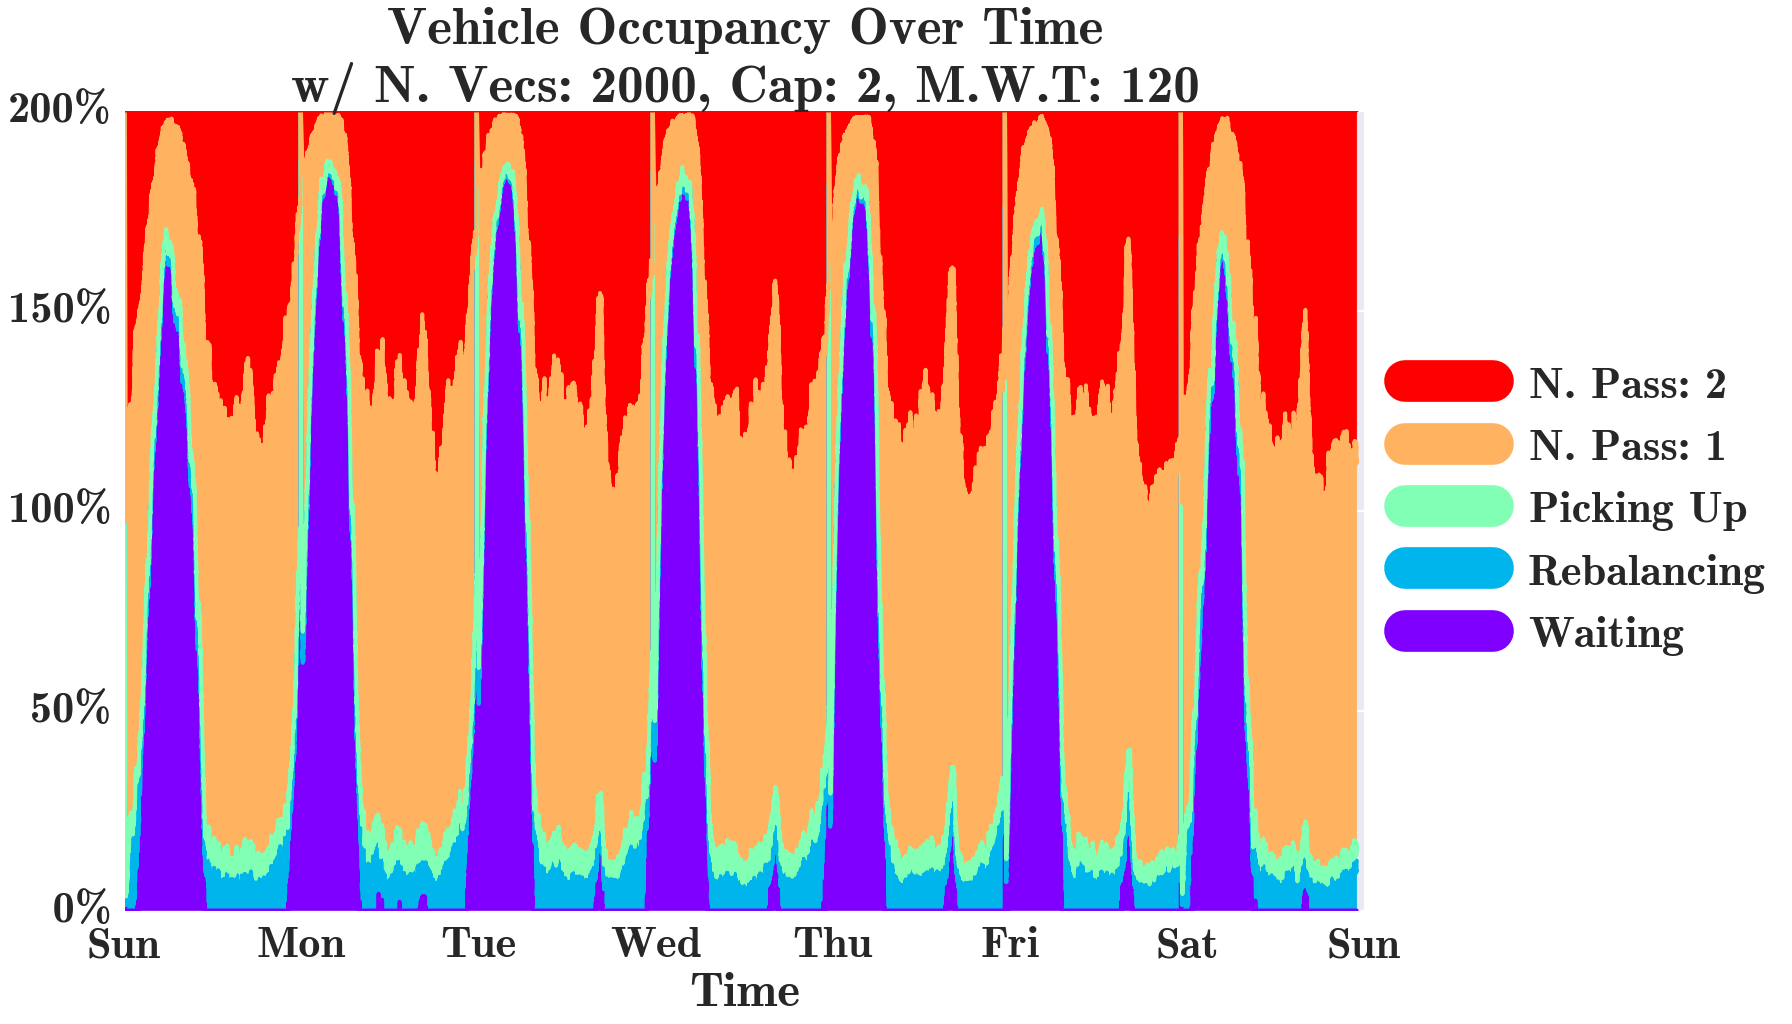 Vehicle Occupancy Over Time
w/ N. Vecs: 2000, Cap: 2, M.W.T: 120
200%
150%
100%
50%
0%
Sun Mon Tue Wed Thu Fri Sat Sun
Time
N. Pass: 2
N. Pass: 1
Picking Up
Rebalancing
Waiting